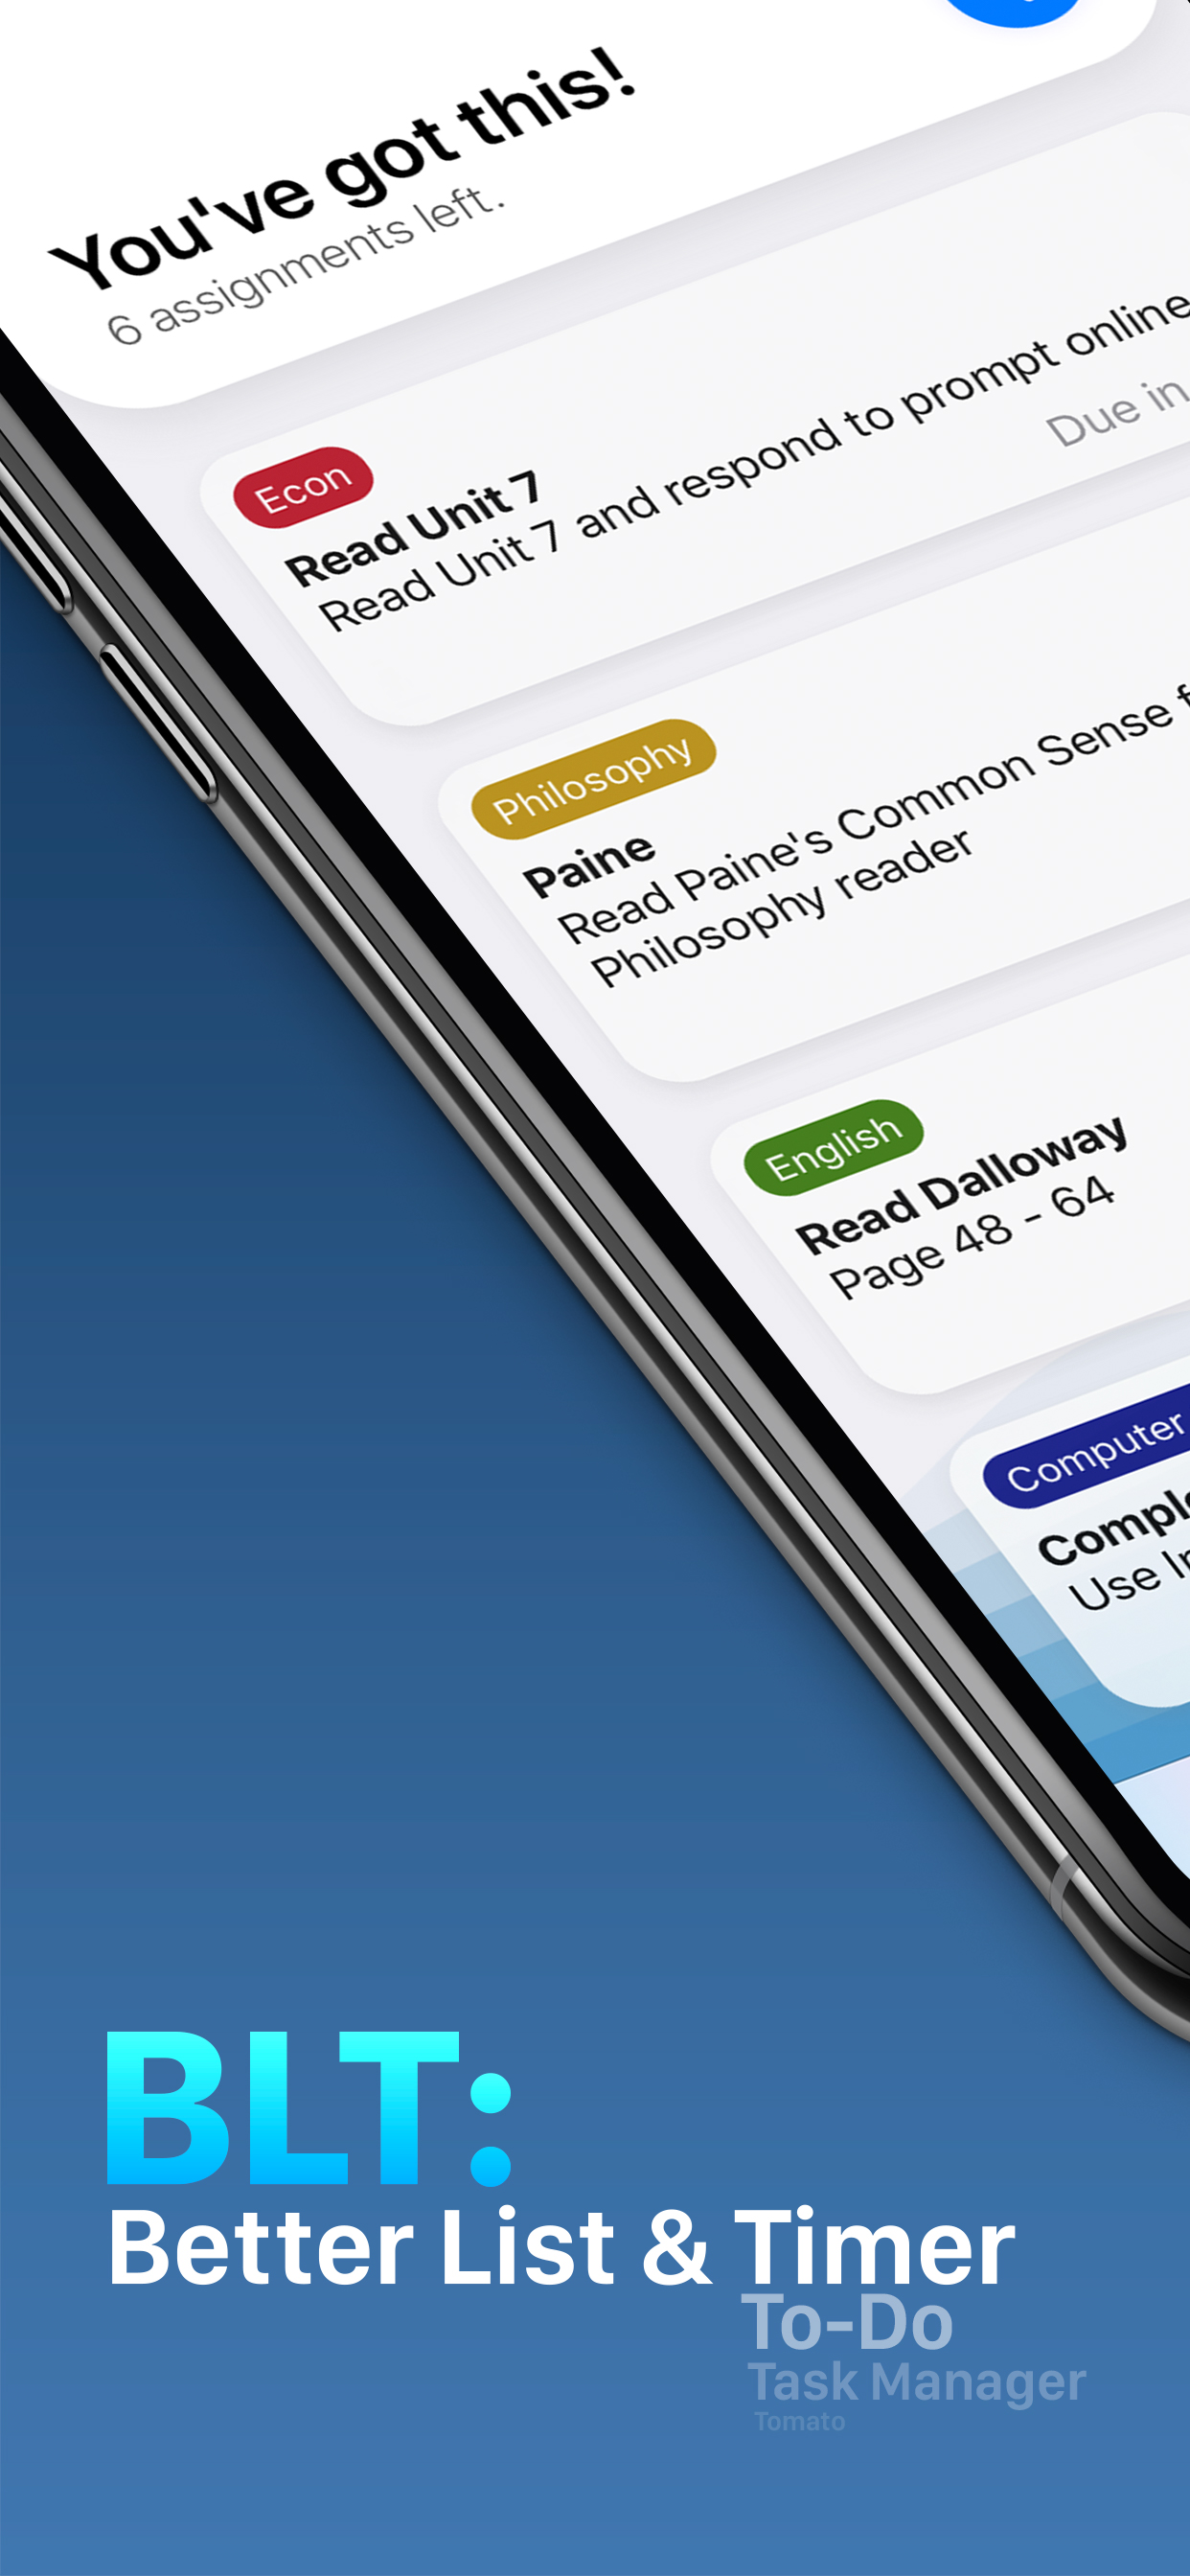 You've got this!
6 assignments left.
Econ
Read Unit 7
Read Unit 7 and respond to prompt online
Due in
Philosophy
Paine
Read Paine's Common Sense
Philosophy reader
English
Read Dalloway
Page 48 - 64
Computer
Use
BLT:
Better List & Timer
To-Do
Task Manager
Tomato